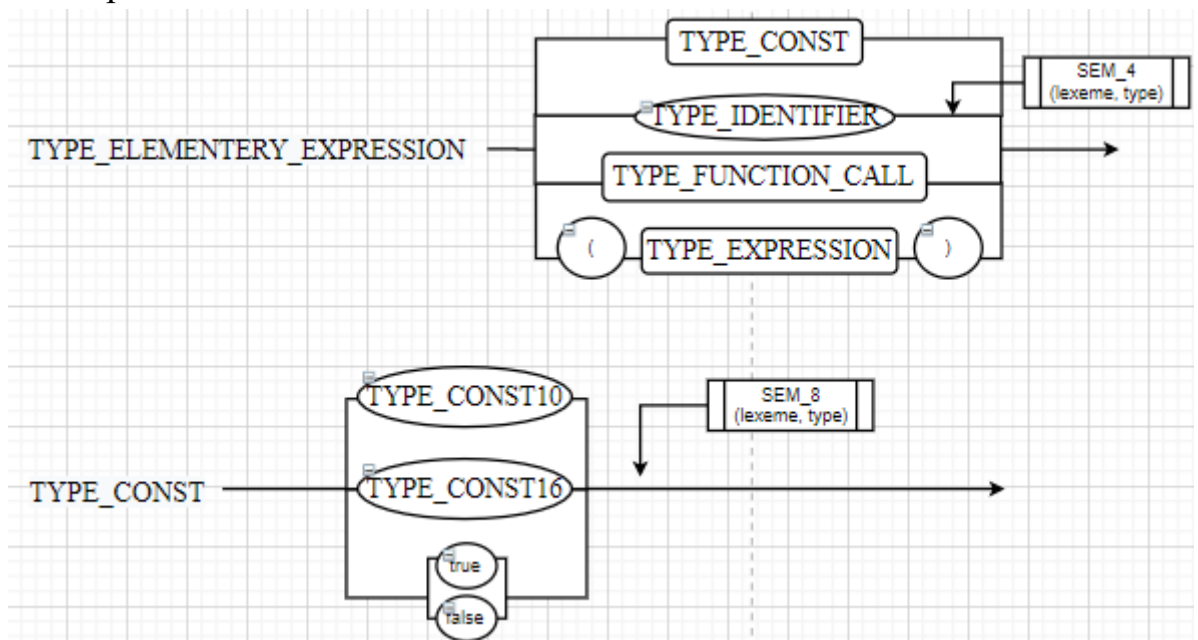 TYPE_CONST
SEM_4
(lexeme, type)
TYPE_IDENTIFIER
TYPE_ELEMENTERY_EXPRESSION
TYPE_FUNCTION_CALL
( TYPE_EXPRESSION )
TYPE_CONST10
SEM_8
(lexeme, type)
TYPE_CONST TYPE_CONST16
true
false